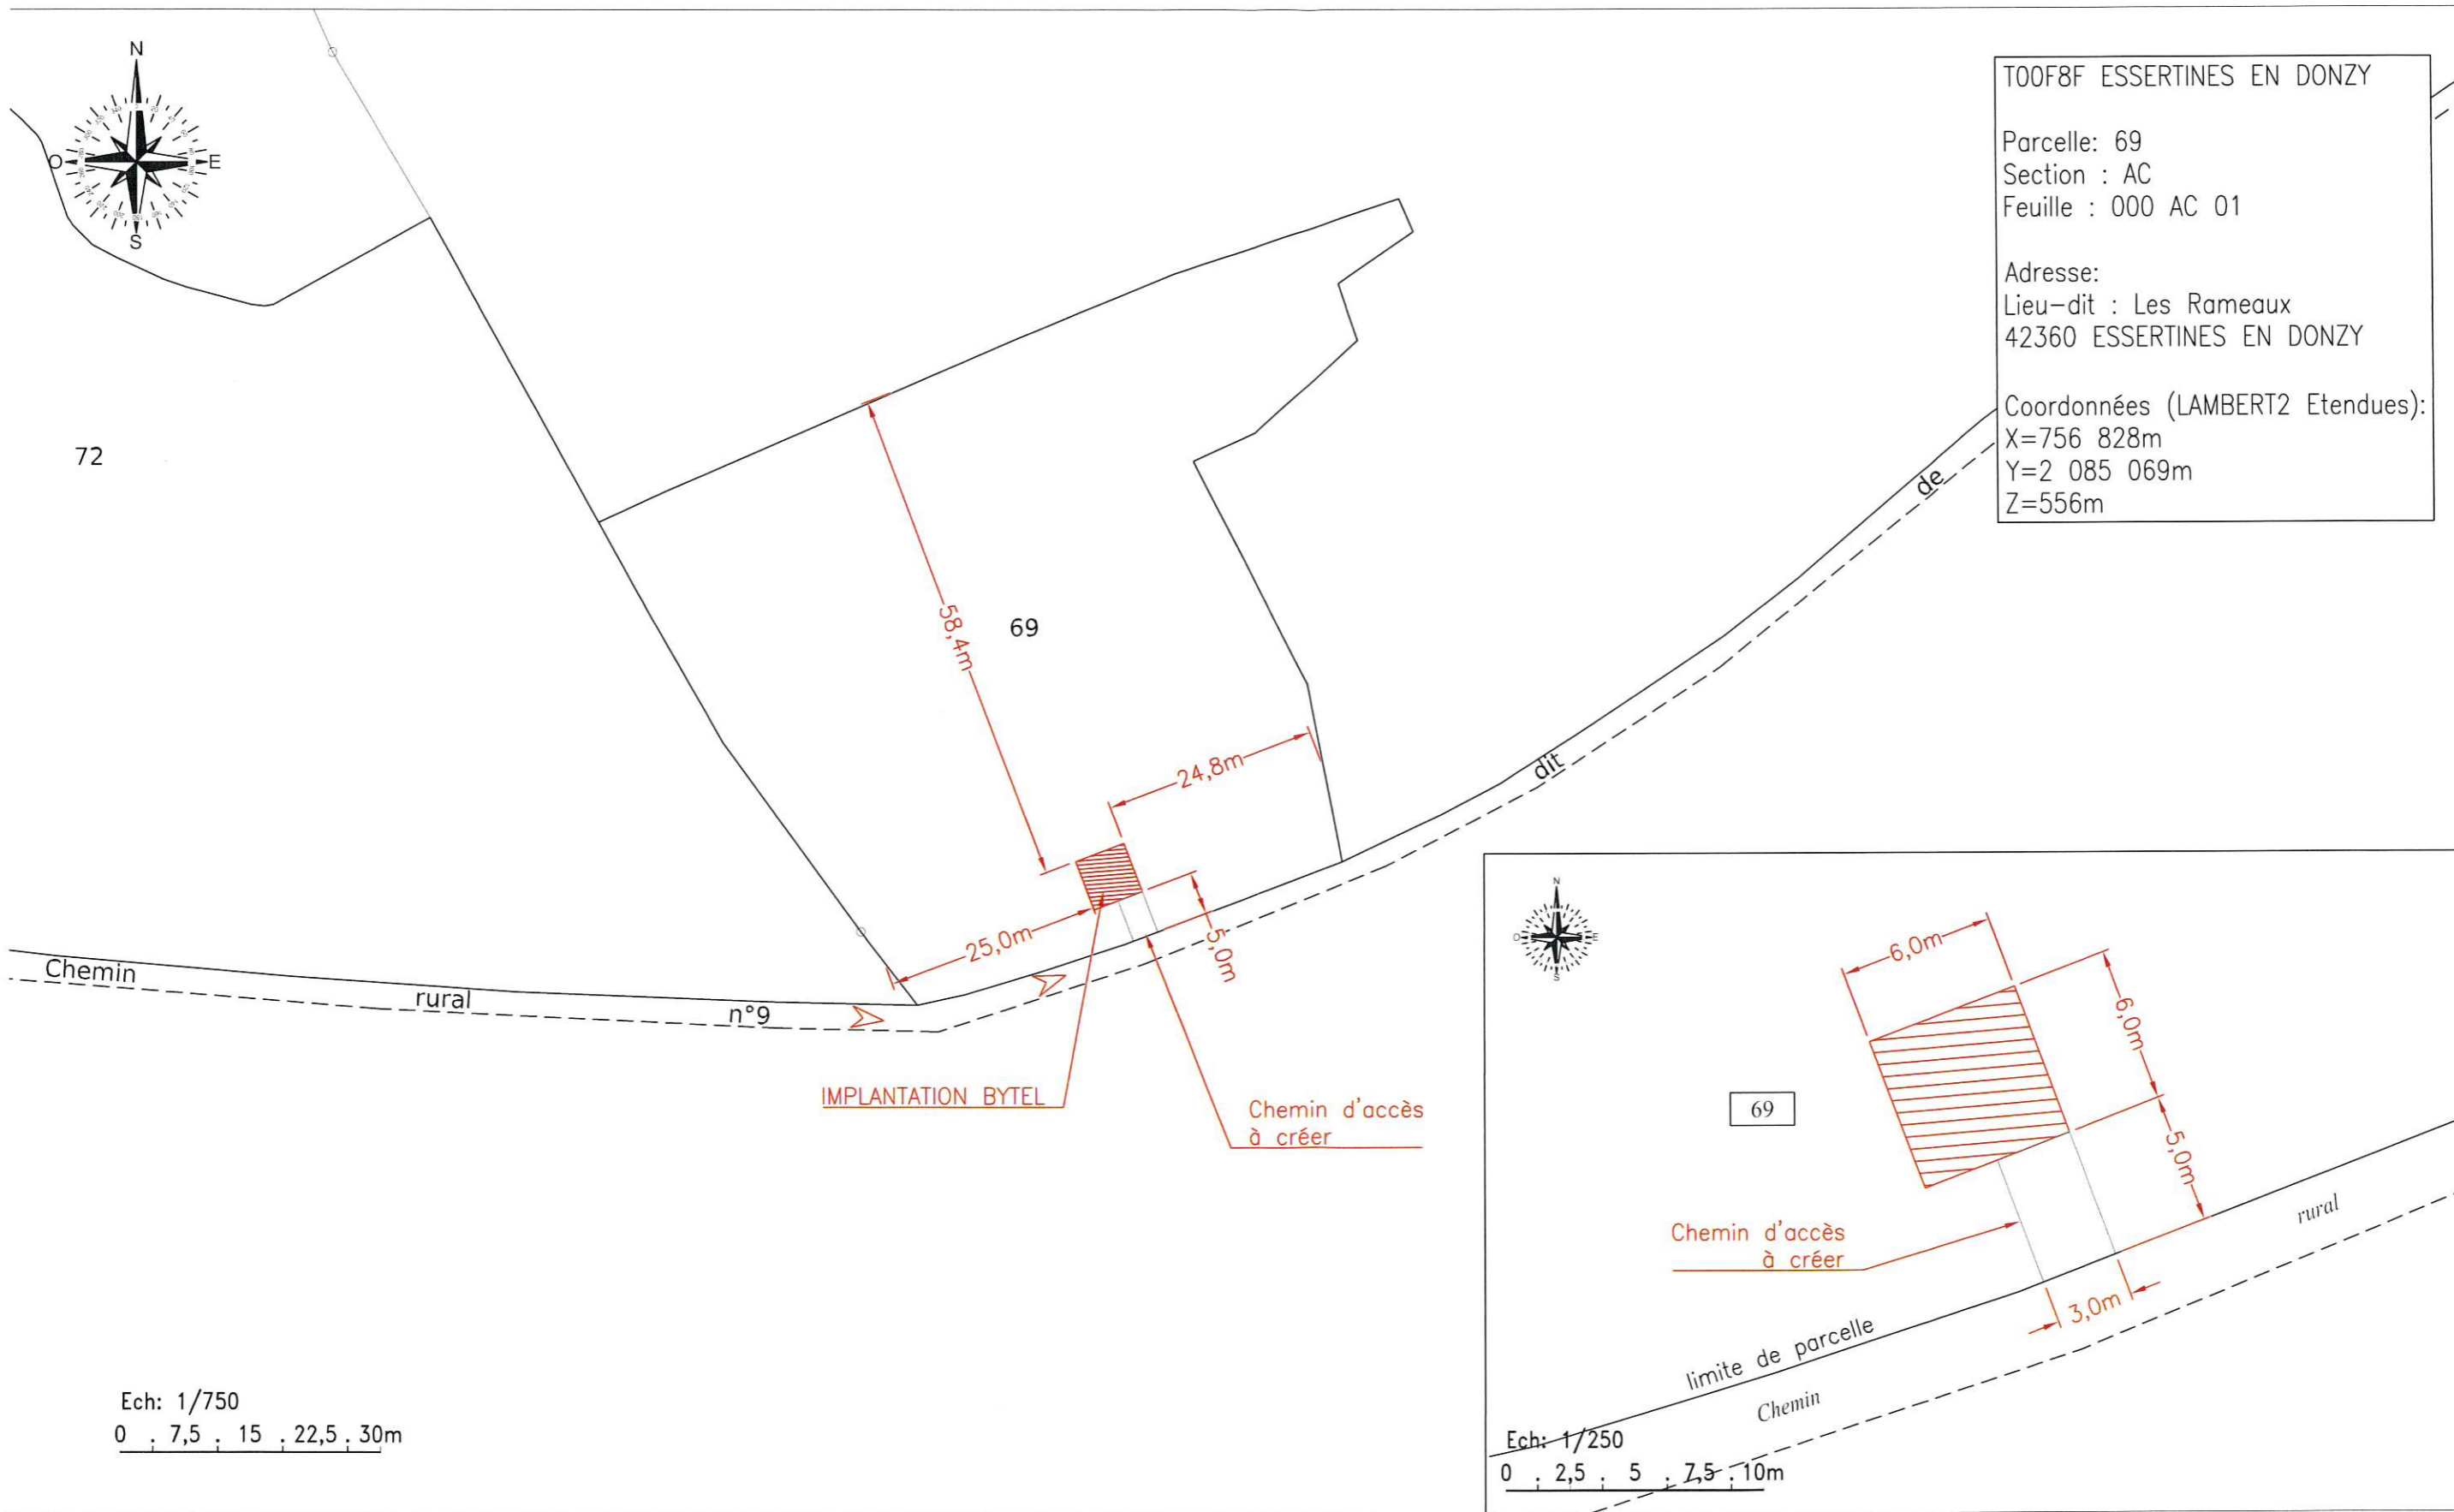 N
O
E
S
T00F8F ESSERTINES EN DONZY
Parcelle: 69
Section : AC
Feuille : 000 AC 01
Adresse:
Lieu-dit : Les Rameaux
42360 ESSERTINES EN DONZY
Coordonnées (LAMBERT2 Etendues):
X=756 828m
Y=2 085 069m
Z=556m
72
69
58,4m
24,8m
25,0m
5,0m
de
dit
Chemin
rural
n°9
IMPLANTATION BYTEL
Chemin d'accès
à créer
Ech: 1/750
0 7,5 15 22,5 30m
N
O
E
S
6,0m
6,0m
5,0m
69
Chemin d'accès
à créer
3,0m
rural
limite de parcelle
Chemin
Ech: 1/250
0 2,5 5 7,5 10m